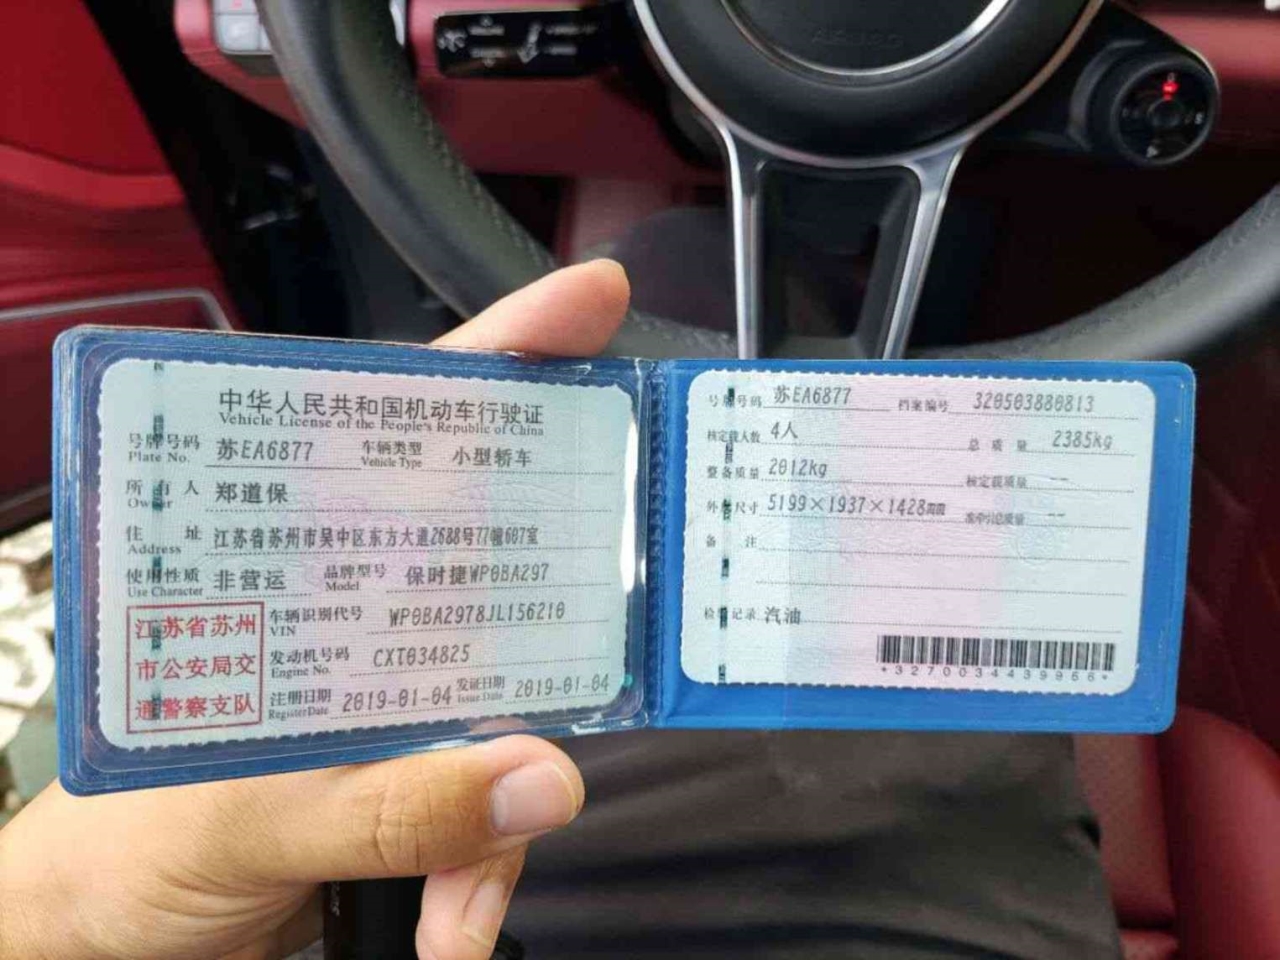 中华人民共和国机动车行驶证
Vehicle License of the People's Republic of China
号牌号码 苏EA6877 车辆类型 小型轿车
Plate No. Vehicle Type
所有人 郑道保
Owner
住址 江苏省苏州市吴中区东方大道2688号77幢607室
Address
使用性质 非营运 品牌型号 保时捷WP0BA297
Use Character Model
江苏省苏州
市公安局交
通警察支队
车辆识别代号 WP0BA2978JL156210
VIN
发动机号码 CXT034825
Engine No.
注册日期 2019-01-04 发证日期 2019-01-04
Register Date Issue Date
号牌号码 苏EA6877 档案编号 320503880813
核定载人数 4人 总质量 2385kg
整备质量 2012kg 核定载质量 --
外廓尺寸 5199×1937×1428mm 准牵引总质量 --
备注
检验记录 汽油
*3270034439966*